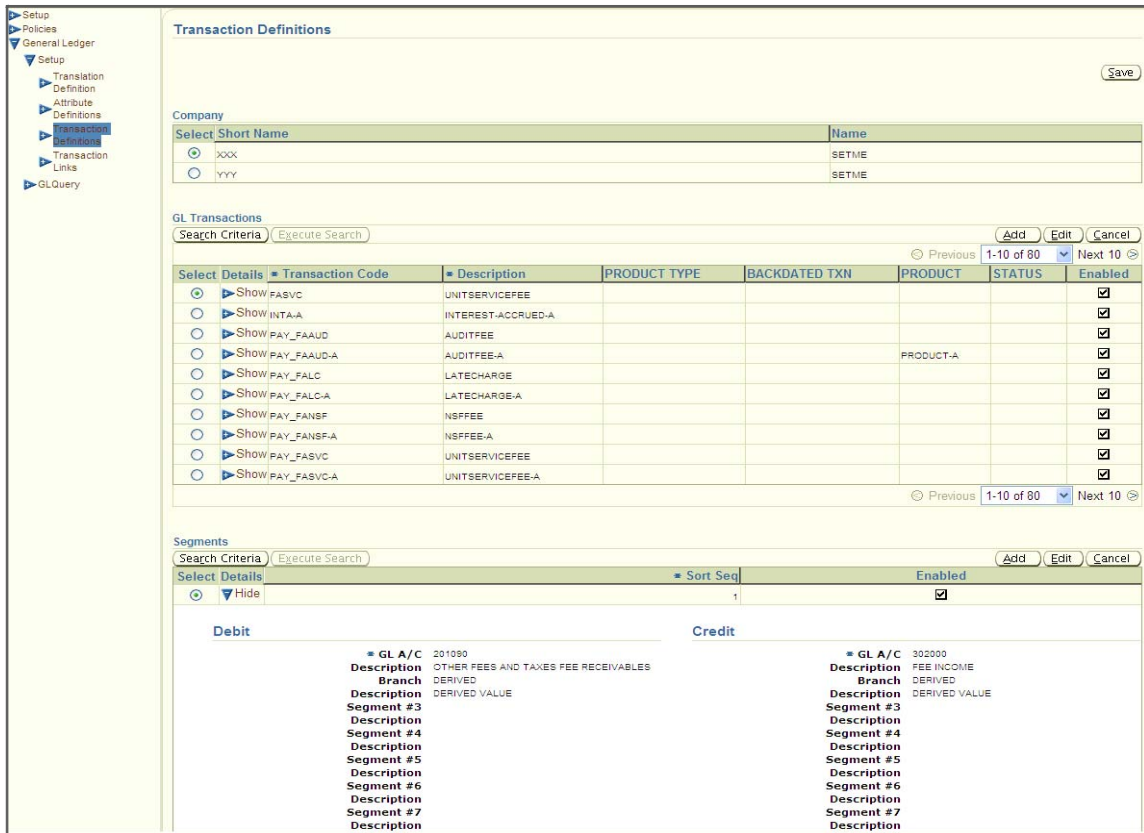 Setup
Policies
General Ledger
Setup
Translation
Definition
Attribute
Definitions
Transaction
Definitions
Transaction
Links
GLQuery
Transaction Definitions
Save
Company
Select Short Name Name
XXX SETME
YYY SETME
GL Transactions
Search Criteria Execute Search Add Edit Cancel
Previous 1-10 of 80 Next 10
Select Details * Transaction Code * Description PRODUCT TYPE BACKDATED TXN PRODUCT STATUS Enabled
Show FASVC UNITSERVICEFEE
Show INTA-A INTEREST-ACCRUED-A
Show PAY_FAAUD AUDITFEE
Show PAY_FAAUD-A AUDITFEE-A PRODUCT-A
Show PAY_FALC LATECHARGE
Show PAY_FALC-A LATECHARGE-A
Show PAY_FANSF NSFFEE
Show PAY_FANSF-A NSFFEE-A
Show PAY_FASVC UNITSERVICEFEE
Show PAY_FASVC-A UNITSERVICEFEE-A
Previous 1-10 of 80 Next 10
Segments
Search Criteria Execute Search Add Edit Cancel
Select Details * Sort Seq Enabled
Hide 1
Debit Credit
* GL A/C 201090 * GL A/C 302000
Description OTHER FEES AND TAXES FEE RECEIVABLES Description FEE INCOME
Branch DERIVED Branch DERIVED
Description DERIVED VALUE Description DERIVED VALUE
Segment #3 Segment #3
Description Description
Segment #4 Segment #4
Description Description
Segment #5 Segment #5
Description Description
Segment #6 Segment #6
Description Description
Segment #7 Segment #7
Description Description